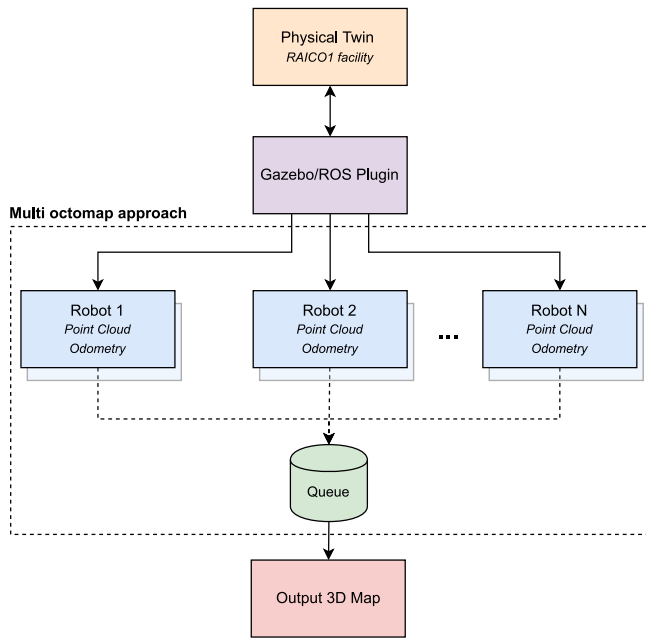 Physical Twin
RAICO1 facility
Gazebo/ROS Plugin
Multi octomap approach
Robot 1
Point Cloud
Odometry
Robot 2
Point Cloud
Odometry
...
Robot N
Point Cloud
Odometry
Queue
Output 3D Map